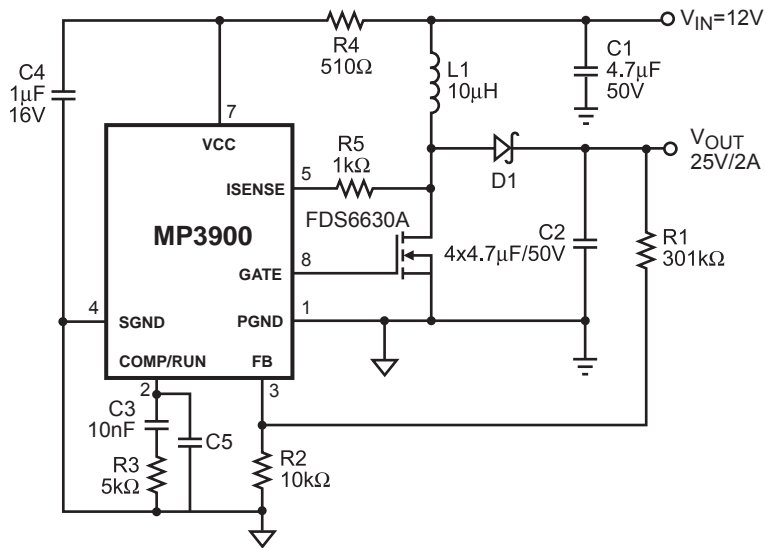 VIN=12V
R4
510Ω
C4
1μF
16V
L1
10μH
C1
4.7μF
50V
7
VCC
R5
1kΩ
5
ISENSE
D1
VOUT
25V/2A
FDS6630A
MP3900
C2
4x4.7μF/50V
R1
301kΩ
8
GATE
4
SGND
1
PGND
COMP/RUN
FB
2
3
C3
10nF
C5
R3
5kΩ
R2
10kΩ